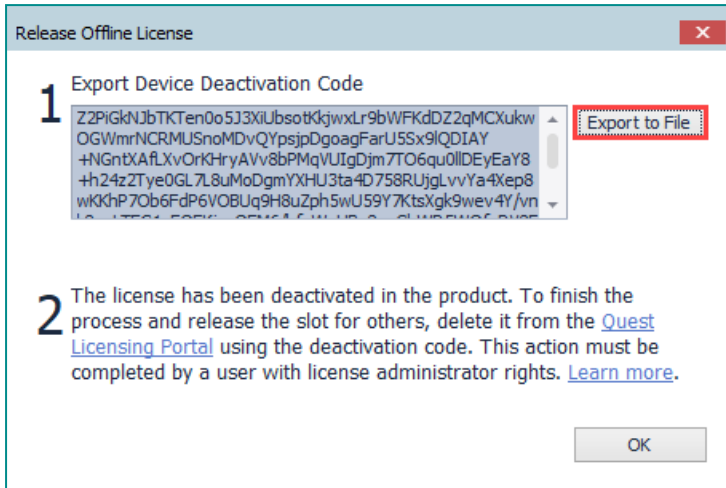 Release Offline License
1
Export Device Deactivation Code
Z2PiGkNJbTKTen0o5J3XiUbsotKkjwxLr9bWFKdDZ2qMCXukw
OGWmrNCRMUSnoMDvQYpsjpDgoagFarU5Sx9lQDIAY
+NGntXAfLXvOrKHryAVv8bPMqVUIgDjm7TO6qu0llDEyEaY8
+h24z2Tye0GL7L8uMoDgmYXHU3ta4D758RUjgLvvYa4Xep8
wKKhP7Ob6FdP6VOBUq9H8uZph5wU59Y7KtsXgk9wev4Y/vn
Export to File
2
The license has been deactivated in the product. To finish the
process and release the slot for others, delete it from the Quest
Licensing Portal using the deactivation code. This action must be
completed by a user with license administrator rights. Learn more.
OK